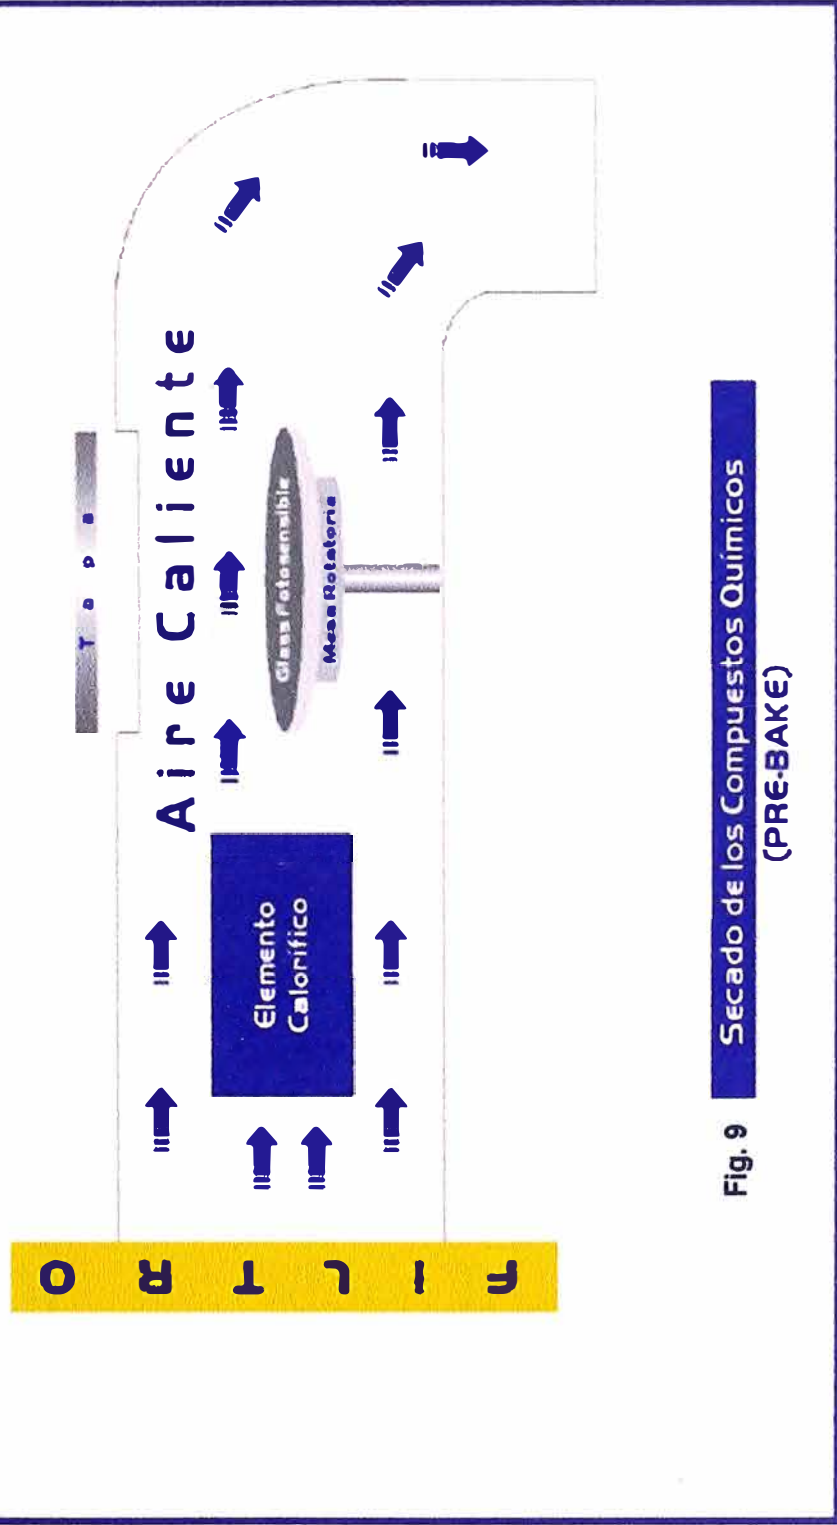 Tapa
Aire Caliente
Glass Fotosensible
Mesa Rotatoria
Elemento
Calorífico
FILTRO
Fig. 9 Secado de los Compuestos Químicos
(PRE-BAKE)